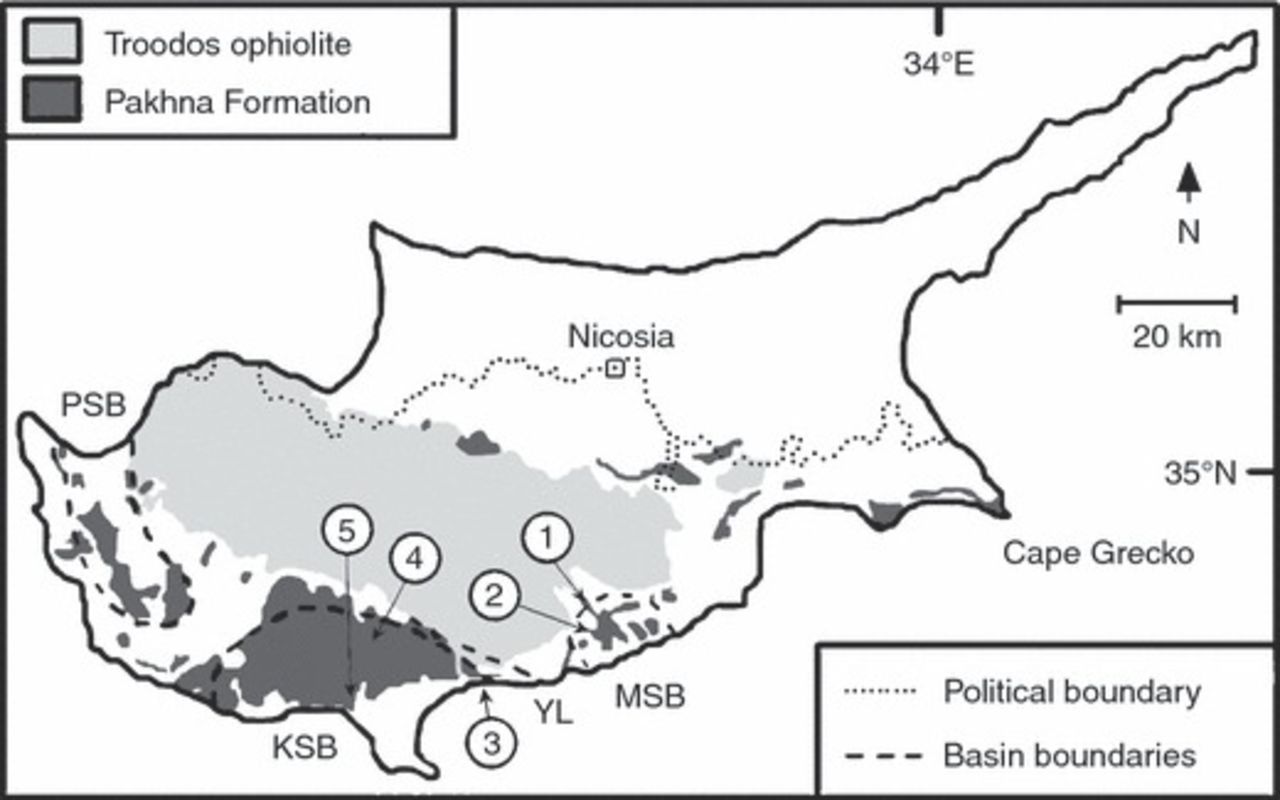 Troodos ophiolite
Pakhna Formation
34°E
N
20 km
Nicosia
PSB
35°N
5
4
1
2
Cape Grecko
MSB
YL
KSB
3
Political boundary
Basin boundaries